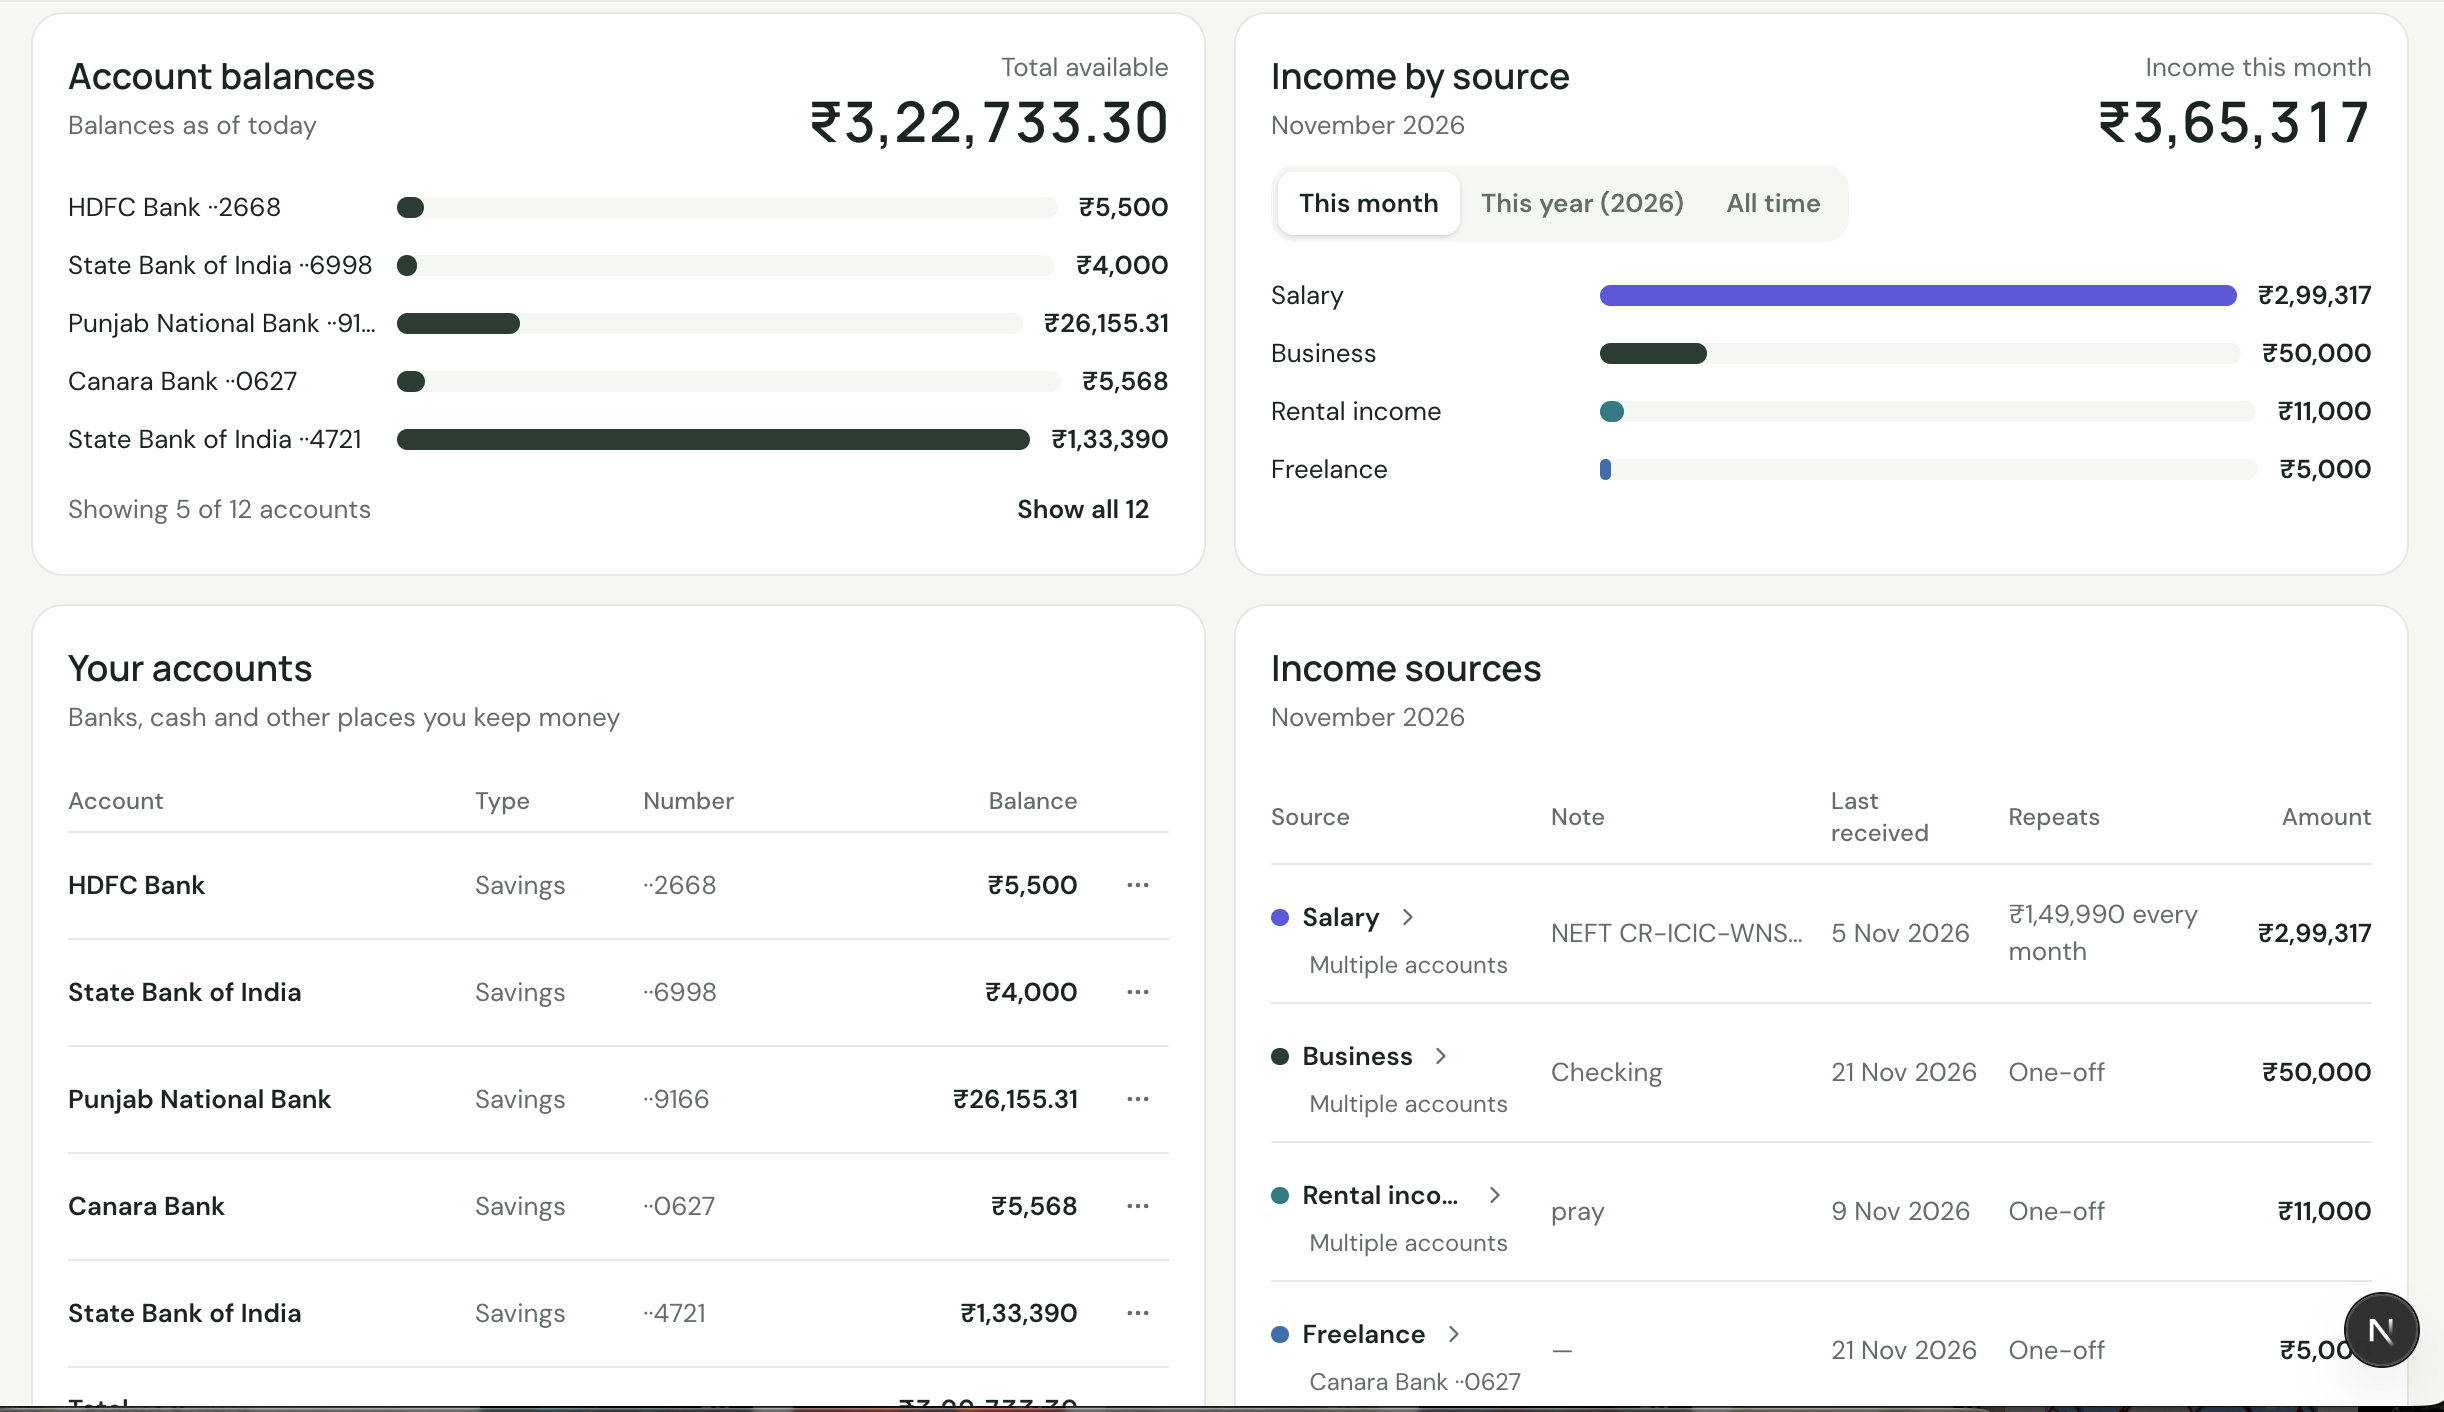 Account balances
Balances as of today
Total available
₹3,22,733.30
HDFC Bank ··2668 ₹5,500
State Bank of India ··6998 ₹4,000
Punjab National Bank ··91... ₹26,155.31
Canara Bank ··0627 ₹5,568
State Bank of India ··4721 ₹1,33,390
Showing 5 of 12 accounts Show all 12
Income by source
November 2026
Income this month
₹3,65,317
This month This year (2026) All time
Salary ₹2,99,317
Business ₹50,000
Rental income ₹11,000
Freelance ₹5,000
Your accounts
Banks, cash and other places you keep money
Account Type Number Balance
HDFC Bank Savings ··2668 ₹5,500 ···
State Bank of India Savings ··6998 ₹4,000 ···
Punjab National Bank Savings ··9166 ₹26,155.31 ···
Canara Bank Savings ··0627 ₹5,568 ···
State Bank of India Savings ··4721 ₹1,33,390 ···
Total
Income sources
November 2026
Source Note Last received Repeats Amount
Salary NEFT CR-ICIC-WNS... 5 Nov 2026 ₹1,49,990 every month ₹2,99,317
Multiple accounts
Business Checking 21 Nov 2026 One-off ₹50,000
Multiple accounts
Rental inco... pray 9 Nov 2026 One-off ₹11,000
Multiple accounts
Freelance — 21 Nov 2026 One-off ₹5,00
Canara Bank ··0627
N